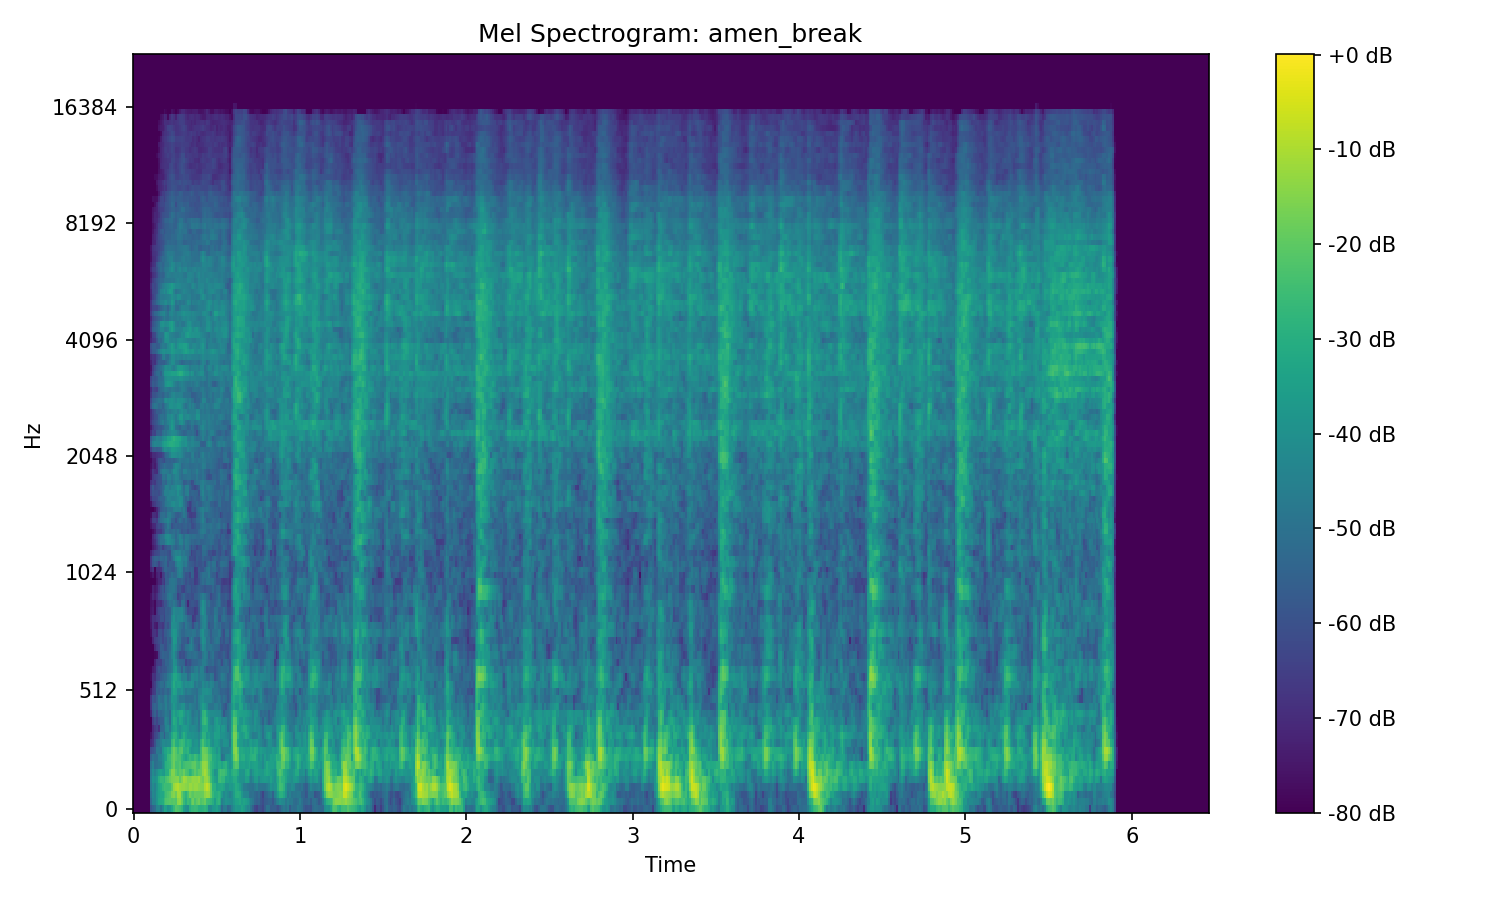 Mel Spectrogram: amen_break
Hz
16384
8192
4096
2048
1024
512
0
0 1 2 3 4 5 6
Time
+0 dB
-10 dB
-20 dB
-30 dB
-40 dB
-50 dB
-60 dB
-70 dB
-80 dB